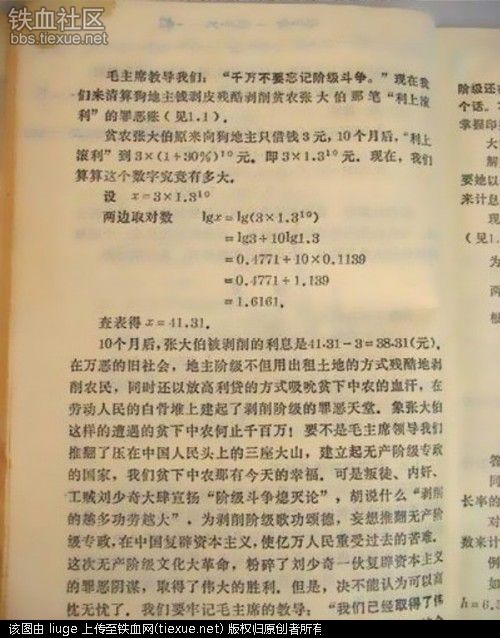 铁血社区
bbs.tiexue.net
毛主席教导我们：“千万不要忘记阶级斗争。”现在我
们来清算狗地主钱剥皮残酷剥削贫农张大伯那笔“利上滚
利”的罪恶账（见1.1）.
贫农张大伯原来向狗地主只借钱3元，10个月后，“利上
滚利”到3×(1+30%)¹⁰元。即3×1.3¹⁰元．现在，我们
算算这个数字究竟有多大．
设 x=3×1.3¹⁰
两边取对数 lgx=lg(3×1.3¹⁰)
=lg3+10lg1.3
=0.4771+10×0.1139
=0.4771+1.139
=1.6161.
查表得x=41.31.
10个月后，张大伯被剥削的利息是41.31-3=38.31(元).
在万恶的旧社会，地主阶级不但用出租土地的方式残酷地剥
削农民，同时还以放高利贷的方式吸吮贫下中农的血汗，在
劳动人民的白骨堆上建起了剥削阶级的罪恶天堂．象张大伯
这样的遭遇的贫下中农何止千百万！要不是毛主席领导我们
推翻了压在中国人民头上的三座大山，建立起无产阶级专政
的国家，我们贫下中农那有今天的幸福．可是叛徒、内奸、
工贼刘少奇大肆宣扬“阶级斗争熄灭论”，胡说什么“剥削
的越多功劳越大”，为剥削阶级歌功颂德，妄想推翻无产阶
级专政，在中国复辟资本主义，使亿万人民重受过去的苦难．
这次无产阶级文化大革命，粉碎了刘少奇一伙复辟资本主义
的罪恶阴谋，取得了伟大的胜利．但是，决不能认为可以高
枕无忧了．我们要牢记毛主席的教导：“我们已经取得了伟
阶级还
个话．
掌握印
大
解
要她以
来计息
现
（见1.
为
两
根
答
同
长率的
对
数来计
例
如
h=6.
该图由 liuge 上传至铁血网(tiexue.net) 版权归原创者所有